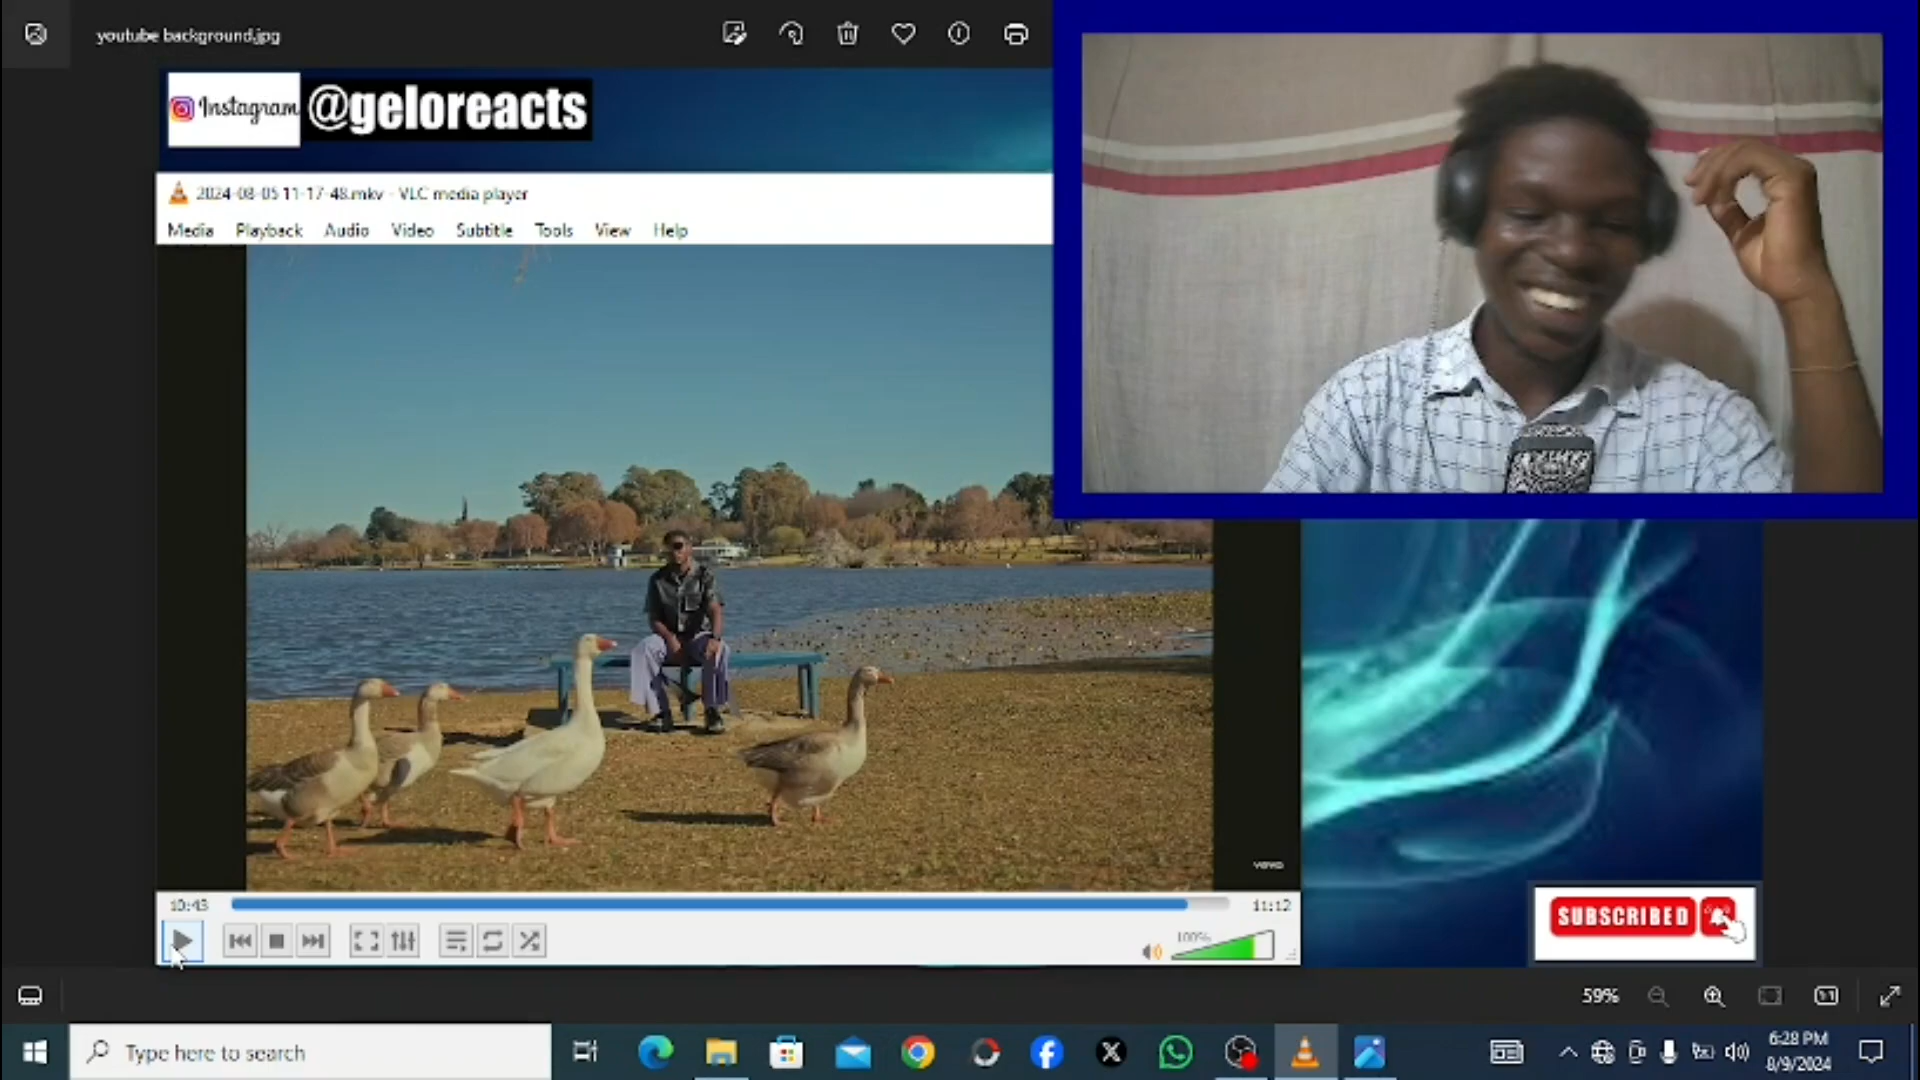 youtube background.jpg
Instagram @geloreacts
2024-08-05 11-17-48.mkv - VLC media player
Media Playback Audio Video Subtitle Tools View Help
vevo
10:43
11:12
100%
SUBSCRIBED
59%
Type here to search
6:28 PM
8/9/2024